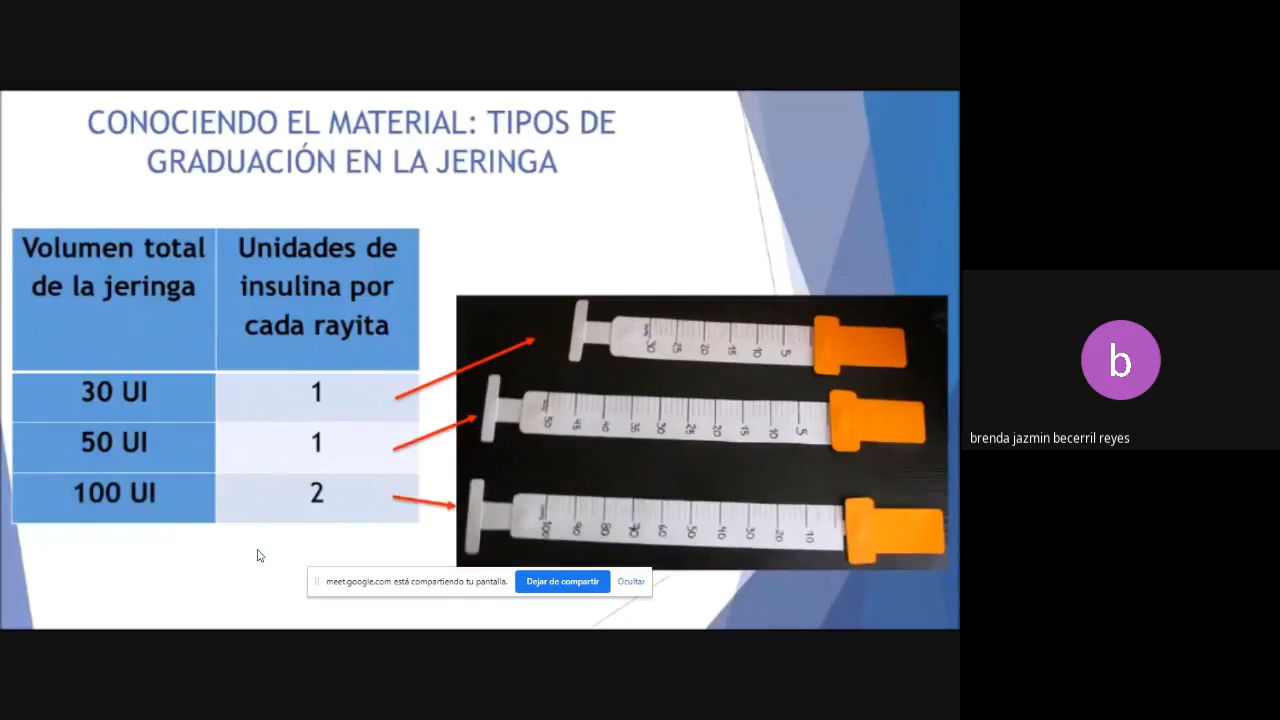 CONOCIENDO EL MATERIAL: TIPOS DE
GRADUACIÓN EN LA JERINGA
Volumen total
de la jeringa
Unidades de
insulina por
cada rayita
30 UI
1
50 UI
1
100 UI
2
30 25 20 15 10 5
50 45 40 35 30 25 20 15 10 5
100 90 80 70 60 50 40 30 20 10
meet.google.com está compartiendo tu pantalla.
Dejar de compartir
Ocultar
b
brenda jazmin becerril reyes